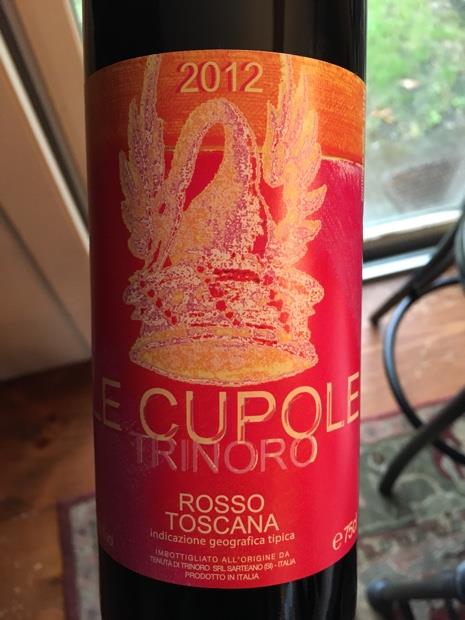 2012
LE CUPOLE
TRINORO
ROSSO
TOSCANA
indicazione geografica tipica
IMBOTTIGLIATO ALL'ORIGINE DA
TENUTA DI TRINORO SRL SARTEANO (SI) - ITALIA
PRODOTTO IN ITALIA
e 750